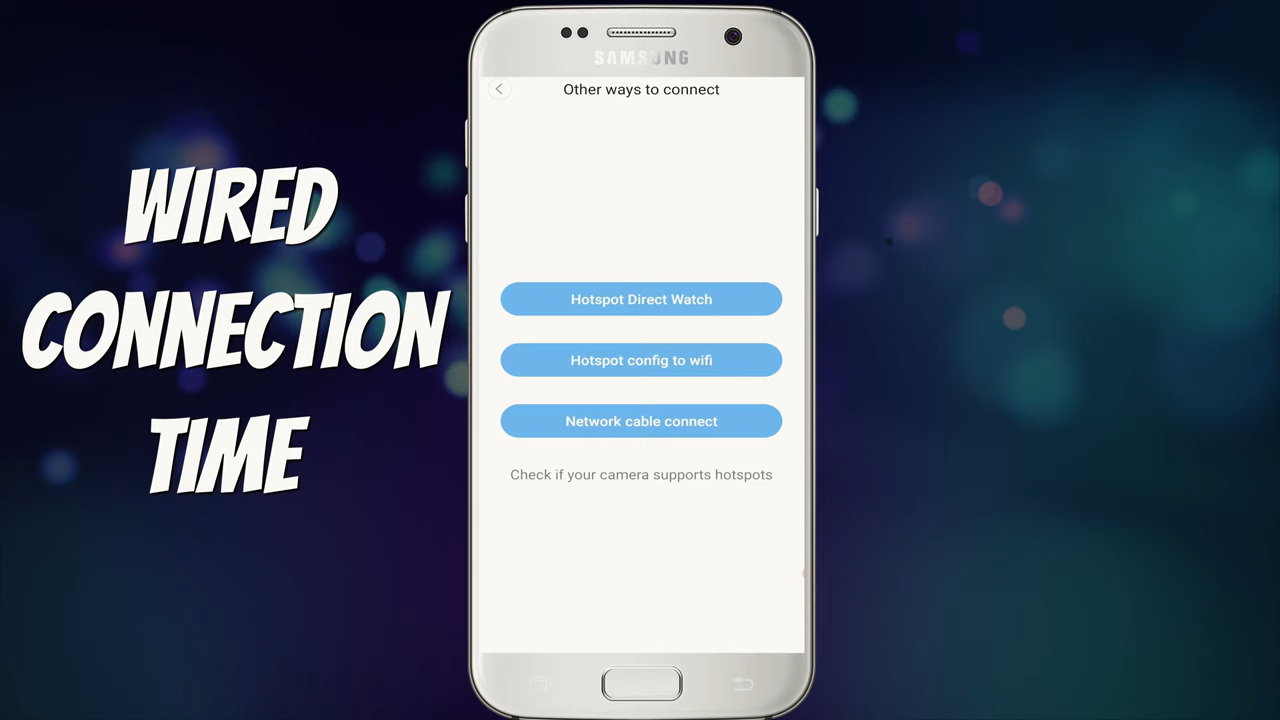 WIRED
CONNECTION
TIME
SAMSUNG
Other ways to connect
Hotspot Direct Watch
Hotspot config to wifi
Network cable connect
Check if your camera supports hotspots